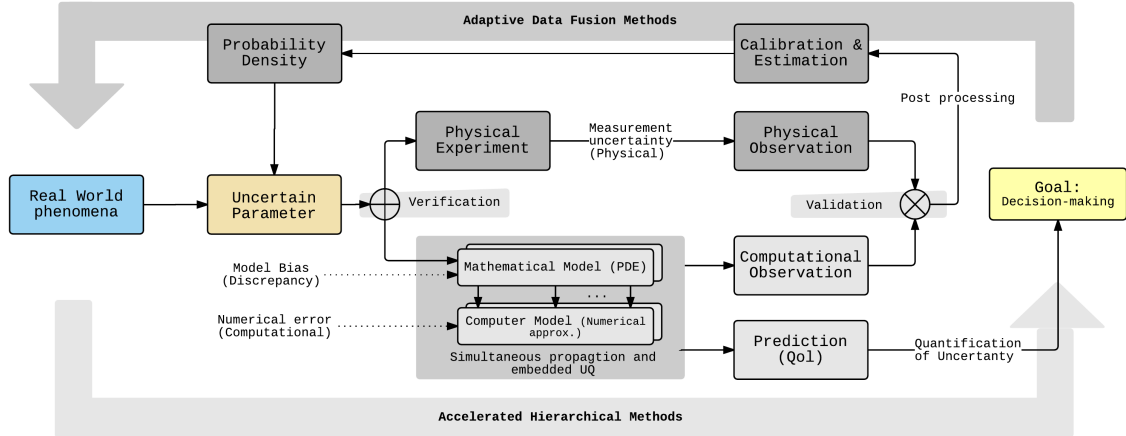 Adaptive Data Fusion Methods
Probability
Density
Calibration &
Estimation
Post processing
Physical
Experiment
Measurement
uncertainty
(Physical)
Physical
Observation
Real World
phenomena
Uncertain
Parameter
Verification
Validation
Goal:
Decision-making
Model Bias
(Discrepancy)
Mathematical Model (PDE)
...
Computational
Observation
Numerical error
(Computational)
Computer Model (Numerical
approx.)
Simultaneous propagtion and
embedded UQ
Prediction
(QoI)
Quantification
of Uncertanty
Accelerated Hierarchical Methods